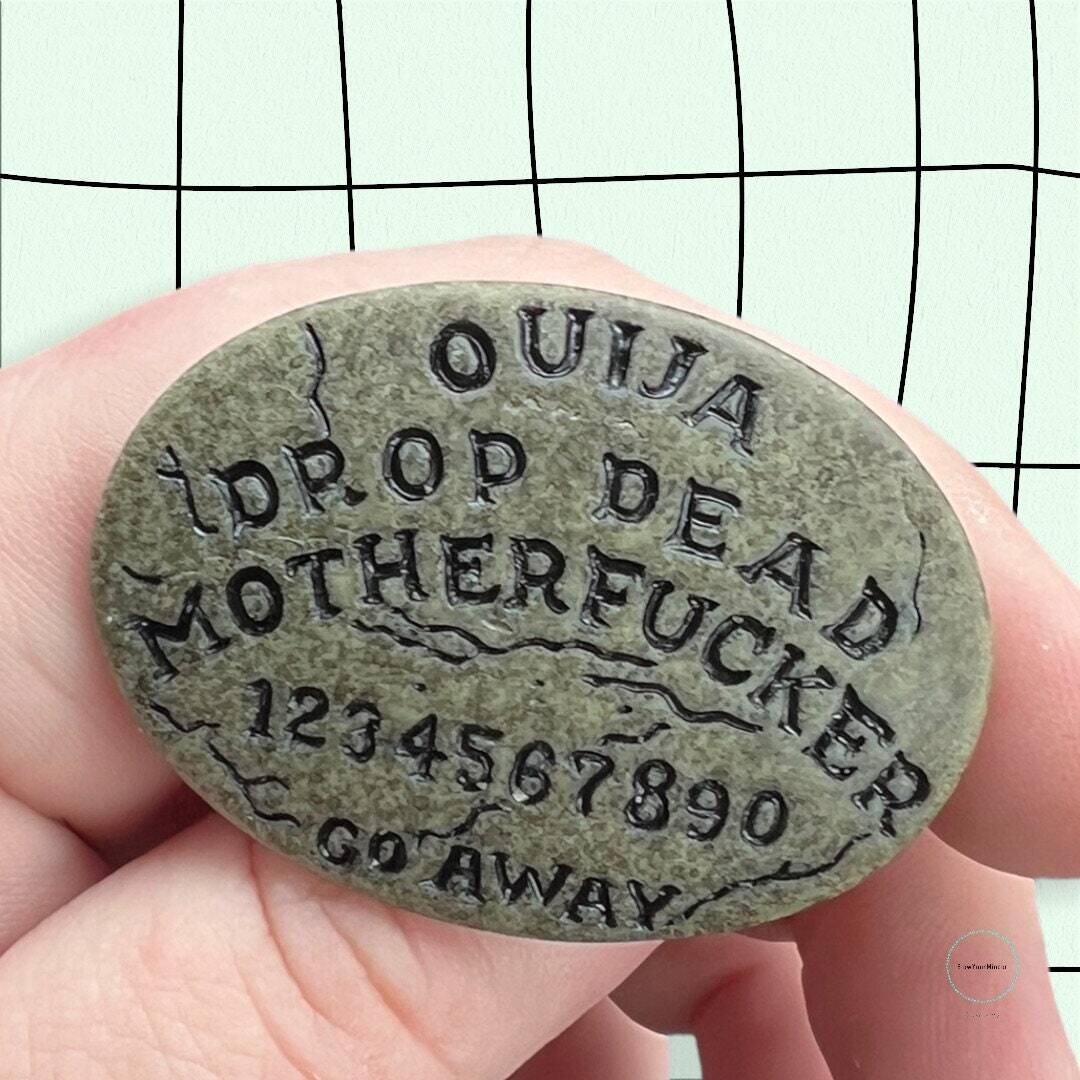 OUIJA
DROP DEAD
MOTHERFUCKER
1234567890
GO AWAY